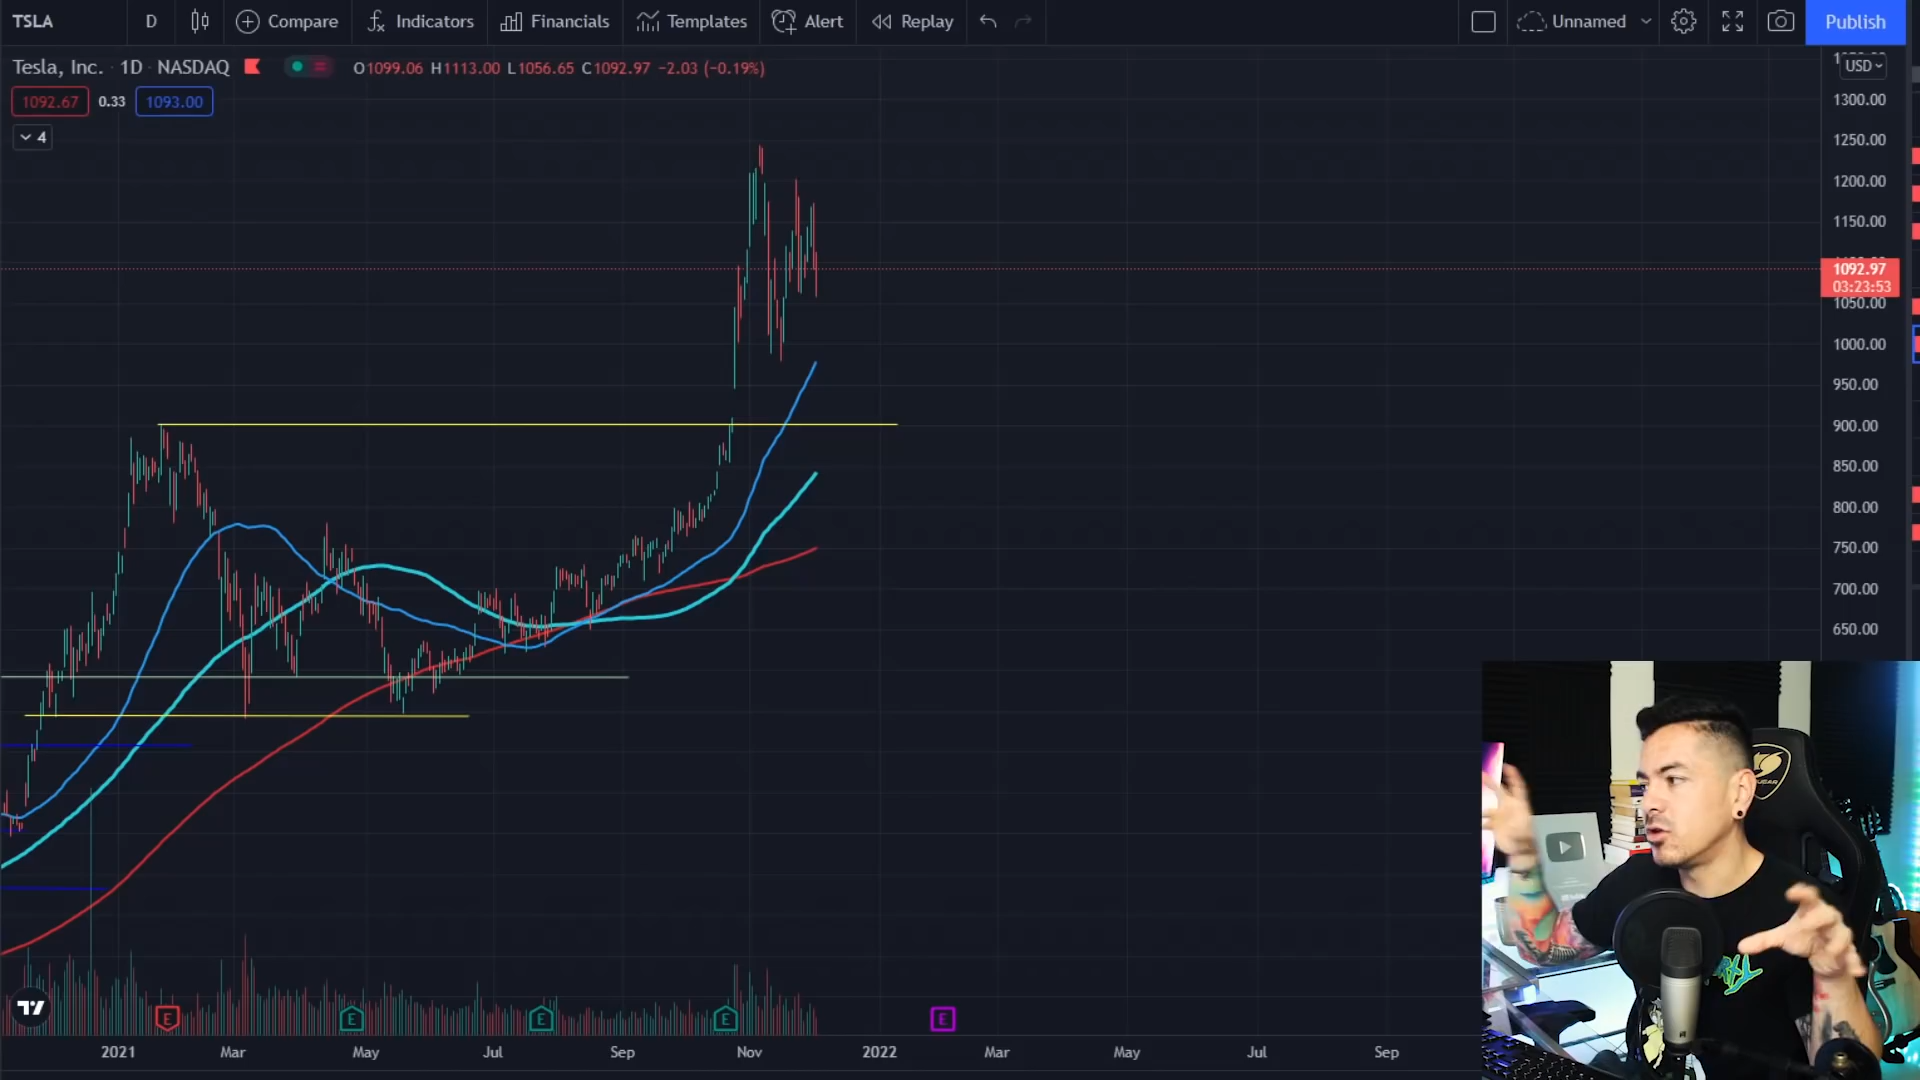 TSLA D Compare Indicators Financials Templates Alert Replay Unnamed Publish
Tesla, Inc. · 1D · NASDAQ O1099.06 H1113.00 L1056.65 C1092.97 −2.03 (−0.19%)
USD
1092.67 0.33 1093.00
4
1300.00
1250.00
1200.00
1150.00
1092.97
03:23:53
1050.00
1000.00
950.00
900.00
850.00
800.00
750.00
700.00
650.00
E E E E E
2021 Mar May Jul Sep Nov 2022 Mar May Jul Sep